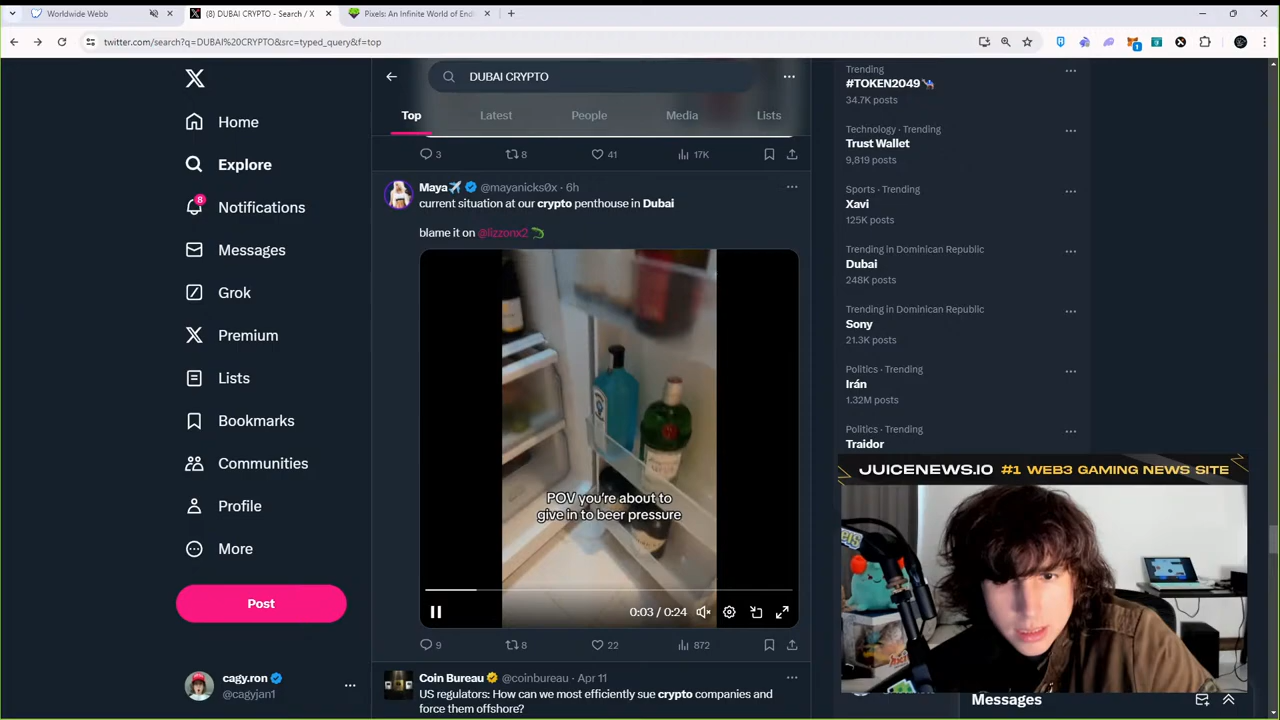 Worldwide Webb
(8) DUBAI CRYPTO - Search / X
Pixels: An Infinite World of End
twitter.com/search?q=DUBAI%20CRYPTO&src=typed_query&f=top
1
Home
Explore
8
Notifications
Messages
Grok
Premium
Lists
Bookmarks
Communities
Profile
More
Post
cagy.ron
@cagyjan1
DUBAI CRYPTO
Top
Latest
People
Media
Lists
3
8
41
17K
Maya @mayanicks0x · 6h
current situation at our crypto penthouse in Dubai
blame it on @lizzonx2
POV you're about to
give in to beer pressure
0:03 / 0:24
9
8
22
872
Coin Bureau @coinbureau · Apr 11
US regulators: How can we most efficiently sue crypto companies and
force them offshore?
Trending
#TOKEN2049
34.7K posts
Technology · Trending
Trust Wallet
9,819 posts
Sports · Trending
Xavi
125K posts
Trending in Dominican Republic
Dubai
248K posts
Trending in Dominican Republic
Sony
21.3K posts
Politics · Trending
Irán
1.32M posts
Politics · Trending
Traidor
JUICENEWS.IO #1 WEB3 GAMING NEWS SITE
Messages